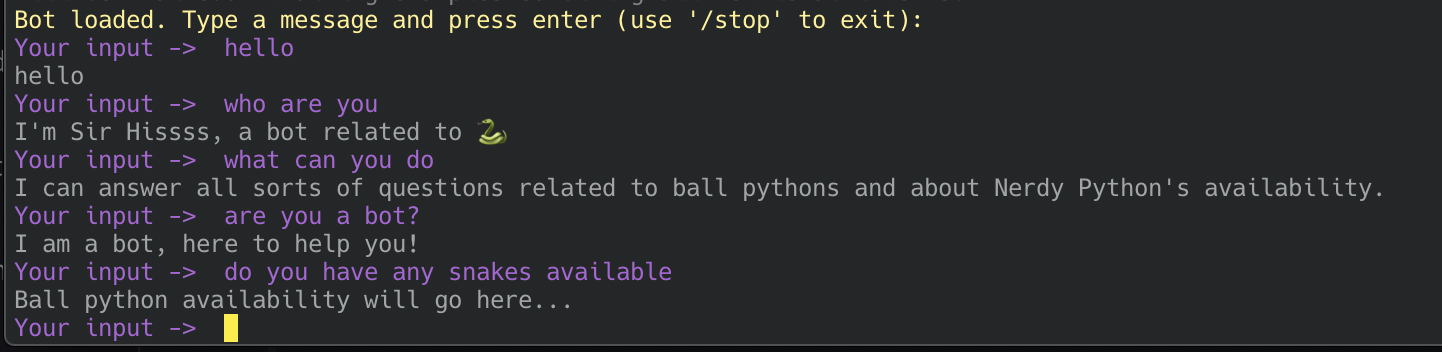 Bot loaded. Type a message and press enter (use '/stop' to exit):
Your input ->  hello
hello
Your input ->  who are you
I'm Sir Hissss, a bot related to 🐍
Your input ->  what can you do
I can answer all sorts of questions related to ball pythons and about Nerdy Python's availability.
Your input ->  are you a bot?
I am a bot, here to help you!
Your input ->  do you have any snakes available
Ball python availability will go here...
Your input ->